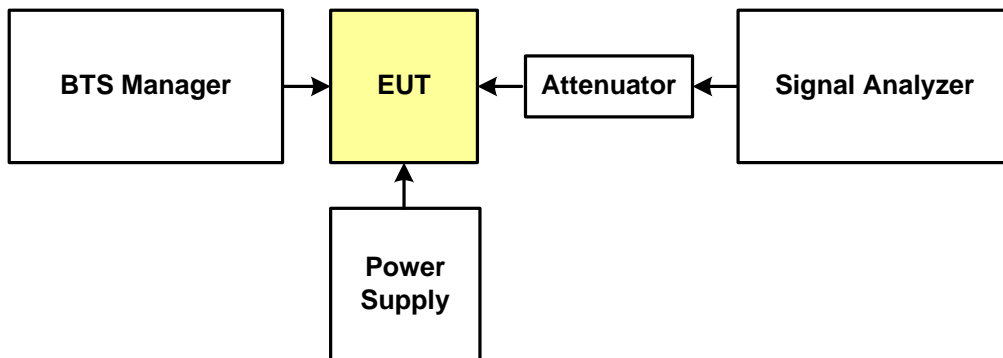 BTS Manager
EUT
Attenuator
Signal Analyzer
Power
Supply